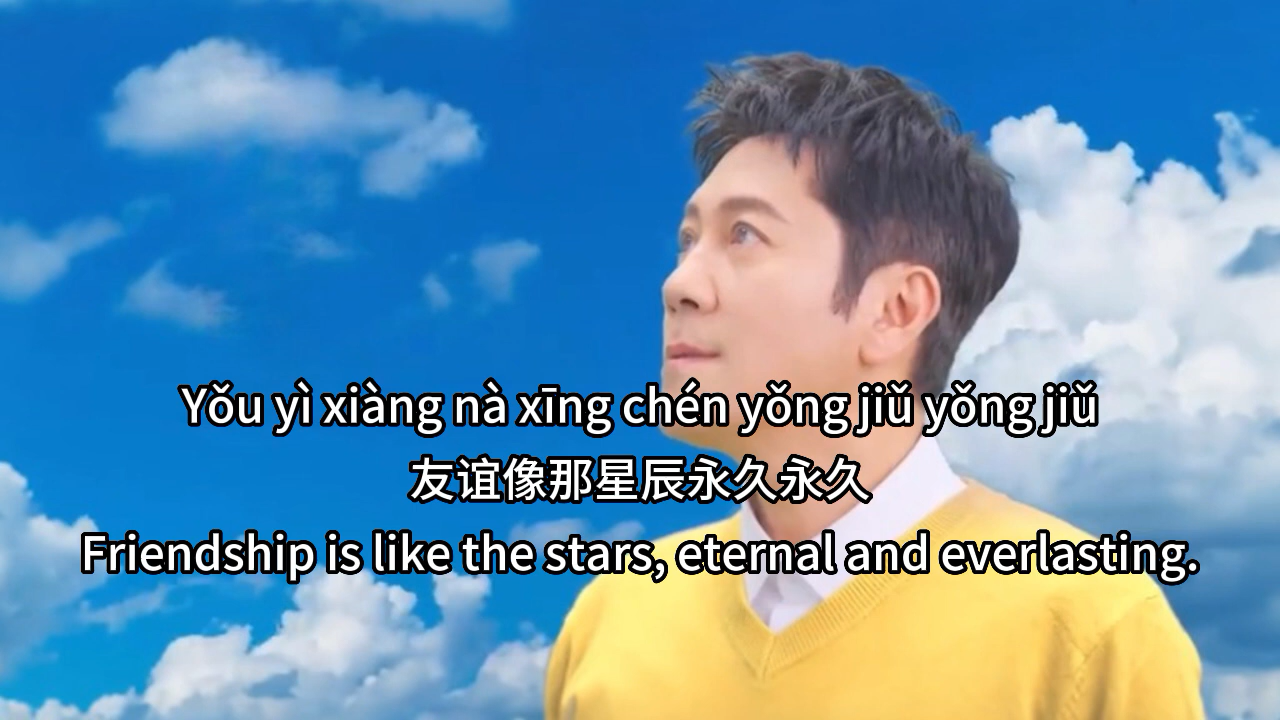 Yǒu yì xiàng nà xīng chén yǒng jiǔ yǒng jiǔ
友谊像那星辰永久永久
Friendship is like the stars, eternal and everlasting.